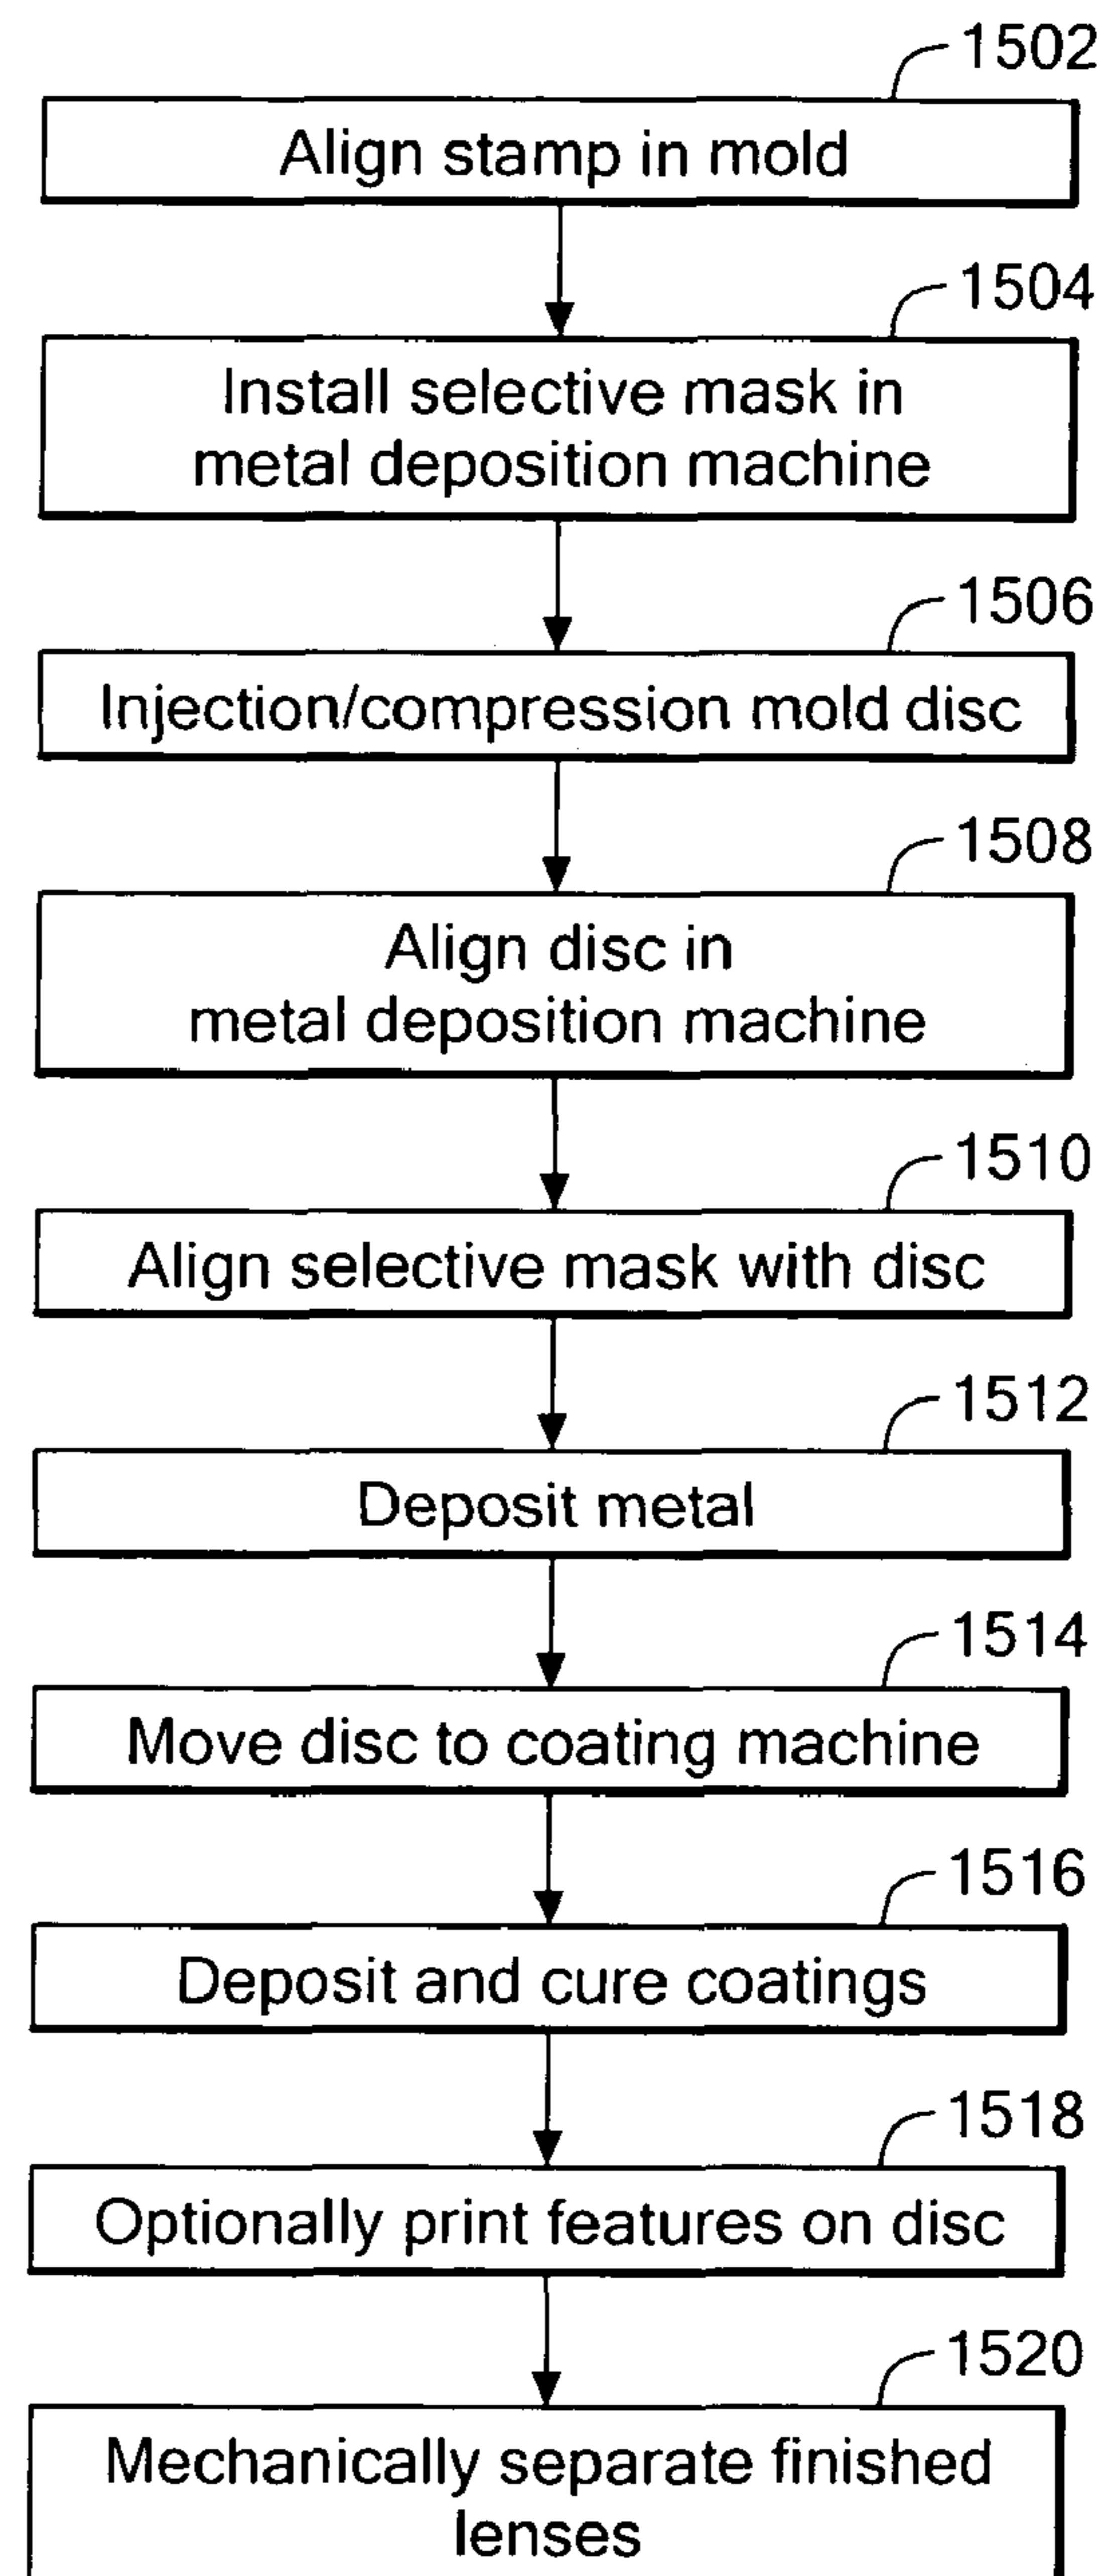 1502
Align stamp in mold
1504
Install selective mask in
metal deposition machine
1506
Injection/compression mold disc
1508
Align disc in
metal deposition machine
1510
Align selective mask with disc
1512
Deposit metal
1514
Move disc to coating machine
1516
Deposit and cure coatings
1518
Optionally print features on disc
1520
Mechanically separate finished
lenses